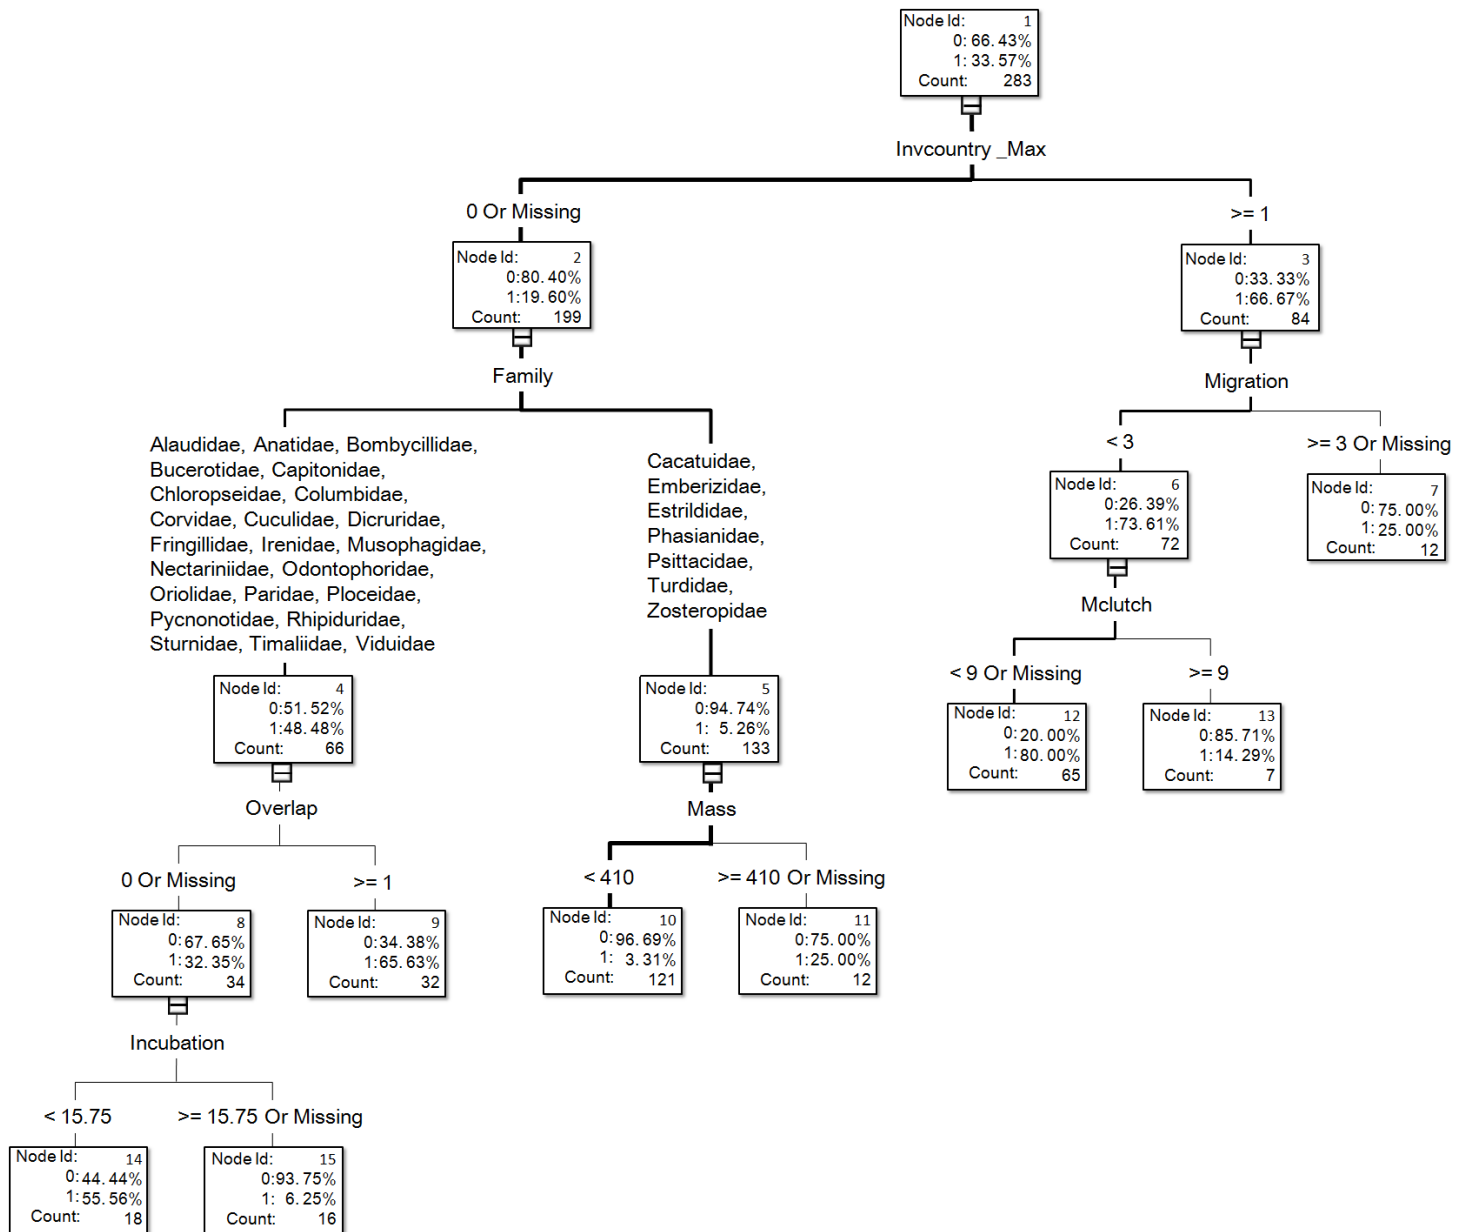 Node Id: 1
0: 66.43%
1: 33.57%
Count: 283
Invcountry _Max
0 Or Missing
>= 1
Node Id: 2
0:80.40%
1:19.60%
Count: 199
Node Id: 3
0:33.33%
1:66.67%
Count: 84
Family
Migration
Alaudidae, Anatidae, Bombycillidae,
Bucerotidae, Capitonidae,
Chloropseidae, Columbidae,
Corvidae, Cuculidae, Dicruridae,
Fringillidae, Irenidae, Musophagidae,
Nectariniidae, Odontophoridae,
Oriolidae, Paridae, Ploceidae,
Pycnonotidae, Rhipiduridae,
Sturnidae, Timaliidae, Viduidae
Cacatuidae,
Emberizidae,
Estrildidae,
Phasianidae,
Psittacidae,
Turdidae,
Zosteropidae
< 3
>= 3 Or Missing
Node Id: 6
0:26.39%
1:73.61%
Count: 72
Node Id: 7
0: 75.00%
1: 25.00%
Count: 12
Mclutch
< 9 Or Missing
>= 9
Node Id: 4
0:51.52%
1:48.48%
Count: 66
Node Id: 5
0:94.74%
1: 5.26%
Count: 133
Node Id: 12
0:20.00%
1:80.00%
Count: 65
Node Id: 13
0:85.71%
1:14.29%
Count: 7
Overlap
Mass
0 Or Missing
>= 1
< 410
>= 410 Or Missing
Node Id: 8
0:67.65%
1:32.35%
Count: 34
Node Id: 9
0:34.38%
1:65.63%
Count: 32
Node Id: 10
0:96.69%
1: 3.31%
Count: 121
Node Id: 11
0:75.00%
1:25.00%
Count: 12
Incubation
< 15.75
>= 15.75 Or Missing
Node Id: 14
0:44.44%
1:55.56%
Count: 18
Node Id: 15
0:93.75%
1: 6.25%
Count: 16